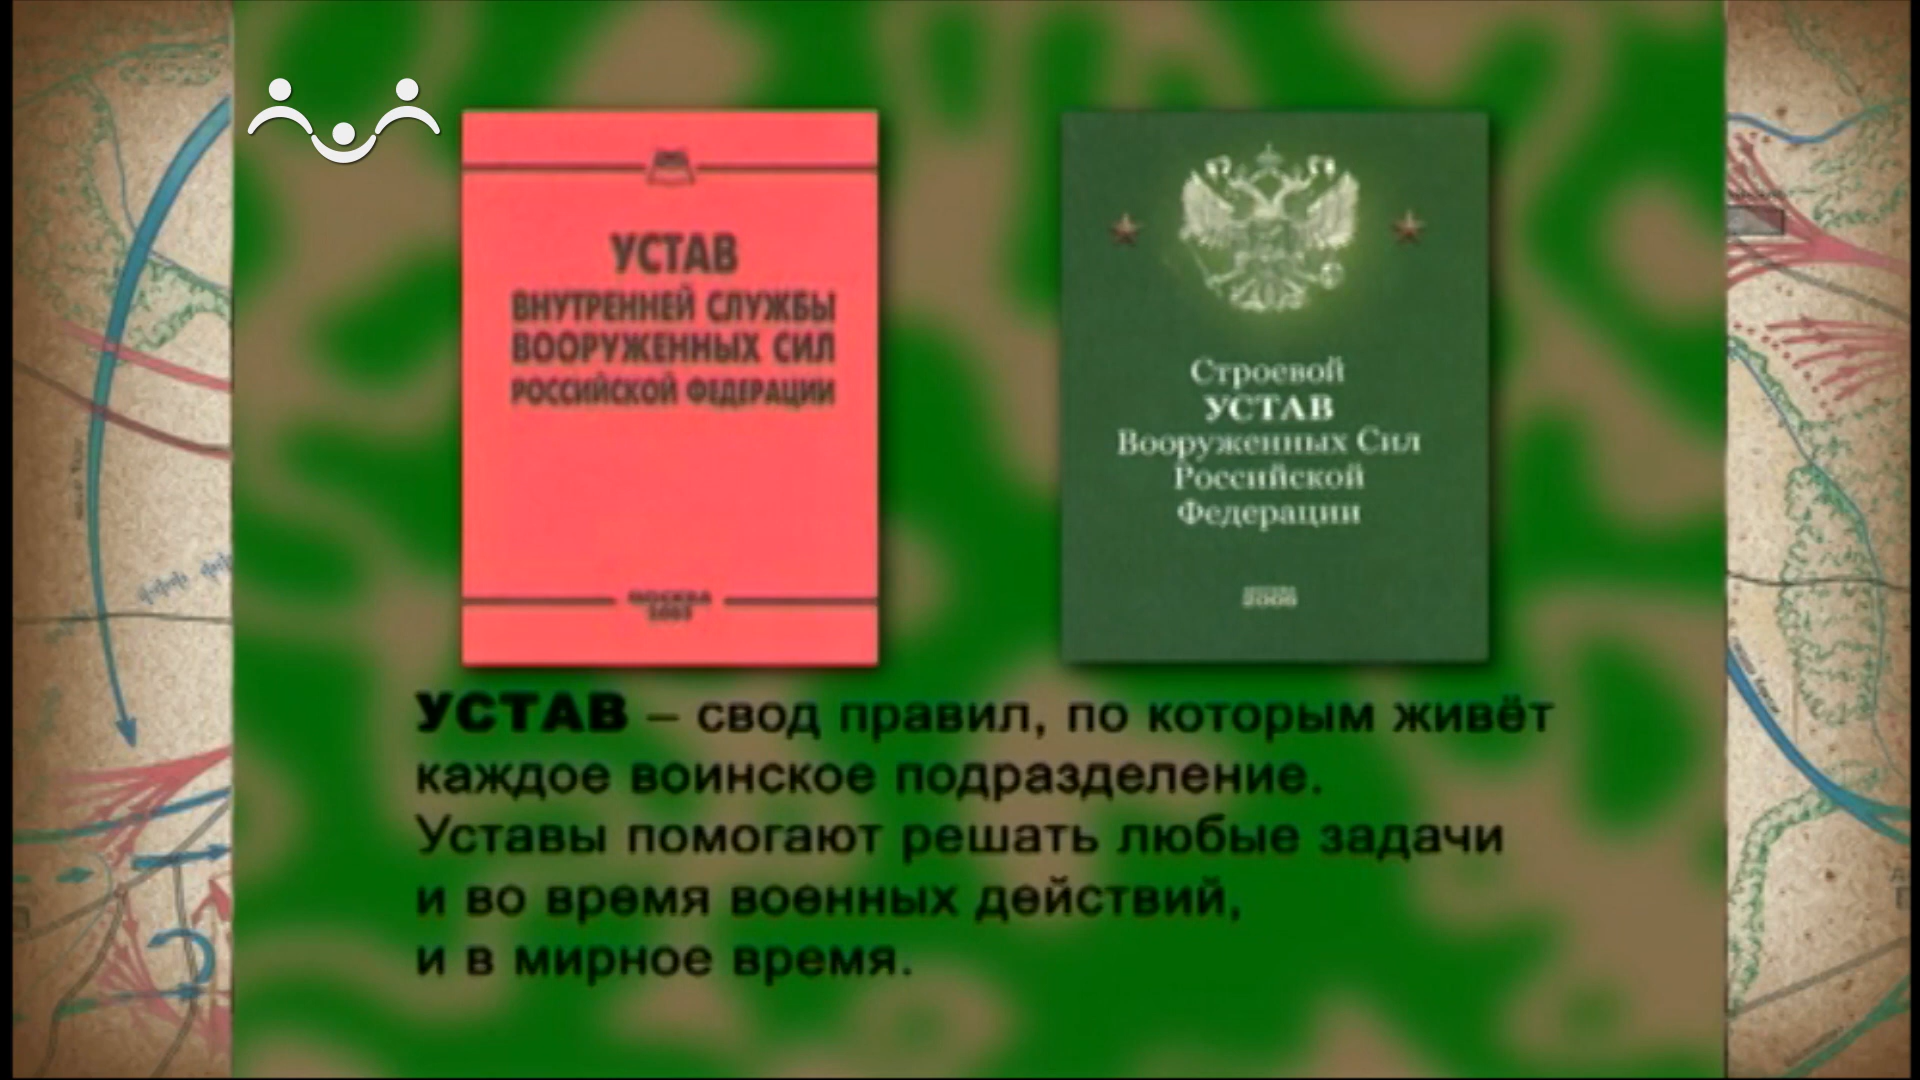 УСТАВ
ВНУТРЕННЕЙ СЛУЖБЫ
ВООРУЖЕННЫХ СИЛ
РОССИЙСКОЙ ФЕДЕРАЦИИ
МОСКВА
Строевой
УСТАВ
Вооруженных Сил
Российской
Федерации
УСТАВ – свод правил, по которым живёт
каждое воинское подразделение.
Уставы помогают решать любые задачи
и во время военных действий,
и в мирное время.